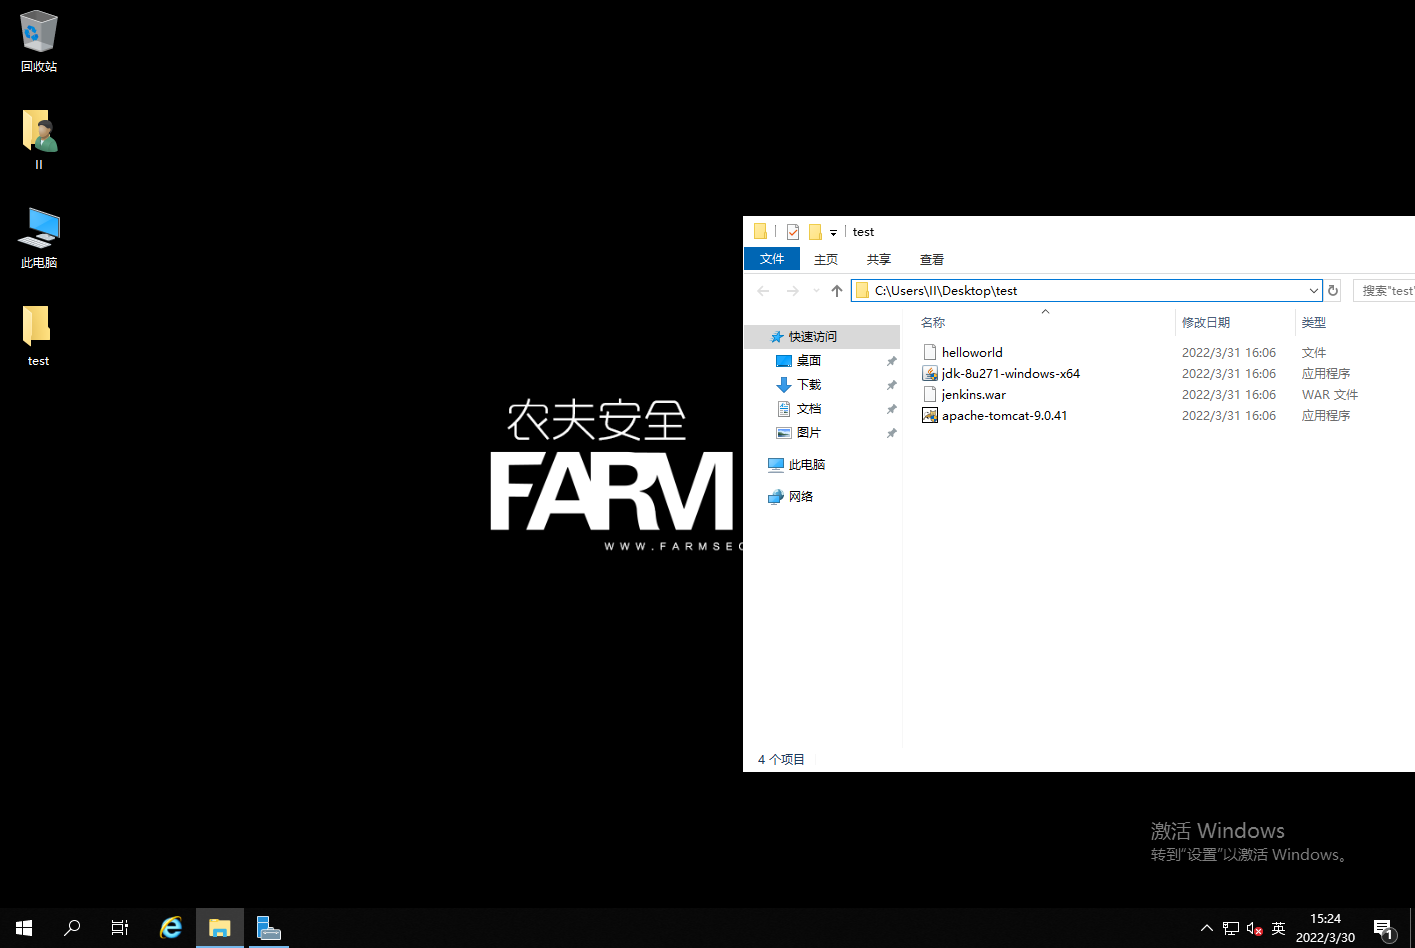 回收站
II
此电脑
test
农夫安全
FARM
WWW.FARMSEC
test
文件 主页 共享 查看
C:\Users\II\Desktop\test
搜索"test"
名称 修改日期 类型
快速访问
桌面
下载
文档
图片
此电脑
网络
helloworld 2022/3/31 16:06 文件
jdk-8u271-windows-x64 2022/3/31 16:06 应用程序
jenkins.war 2022/3/31 16:06 WAR 文件
apache-tomcat-9.0.41 2022/3/31 16:06 应用程序
4 个项目
激活 Windows
转到“设置”以激活 Windows。
英
15:24
2022/3/30
1